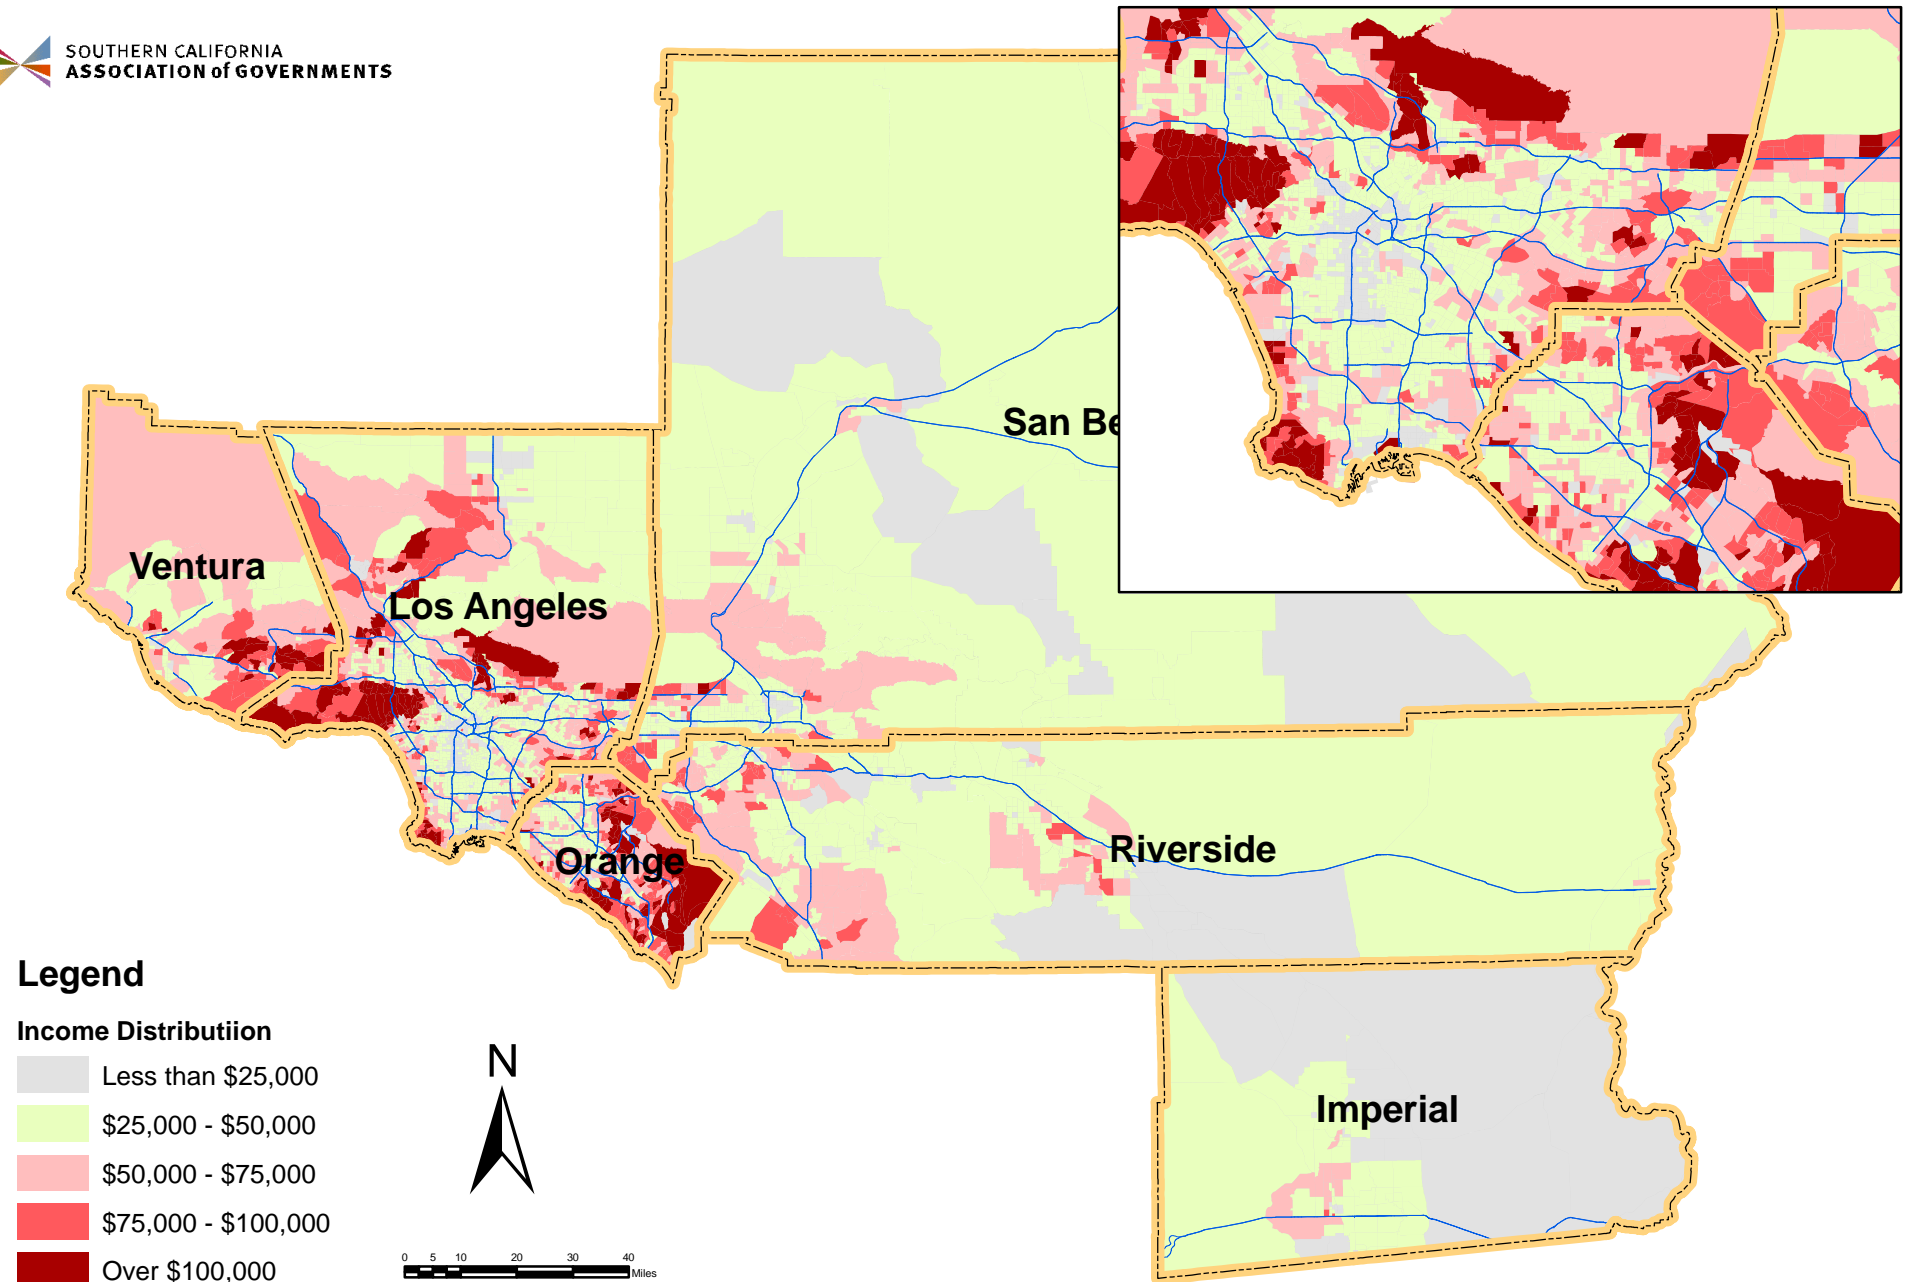 SOUTHERN CALIFORNIA
ASSOCIATION of GOVERNMENTS
San Be
Ventura
Los Angeles
Orange
Riverside
Imperial
Legend
Income Distributiion
Less than $25,000
$25,000 - $50,000
$50,000 - $75,000
$75,000 - $100,000
Over $100,000
N
0 5 10 20 30 40
Miles